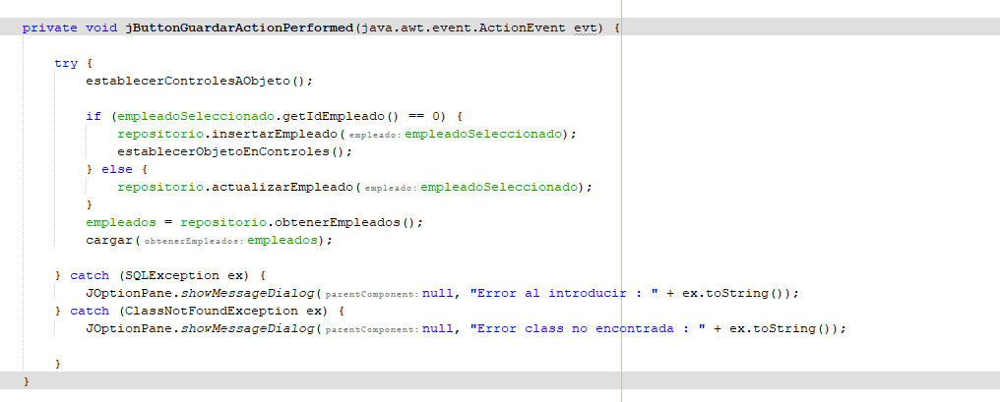 private void jButtonGuardarActionPerformed(java.awt.event.ActionEvent evt) {
try {
establecerControlesAObjeto();
if (empleadoSeleccionado.getIdEmpleado() == 0) {
repositorio.insertarEmpleado( empleado: empleadoSeleccionado);
establecerObjetoEnControles();
} else {
repositorio.actualizarEmpleado( empleado: empleadoSeleccionado);
}
empleados = repositorio.obtenerEmpleados();
cargar( obtenerEmpleados: empleados);
} catch (SQLException ex) {
JOptionPane.showMessageDialog( parentComponent: null, "Error al introducir : " + ex.toString());
} catch (ClassNotFoundException ex) {
JOptionPane.showMessageDialog( parentComponent: null, "Error class no encontrada : " + ex.toString());
}
}